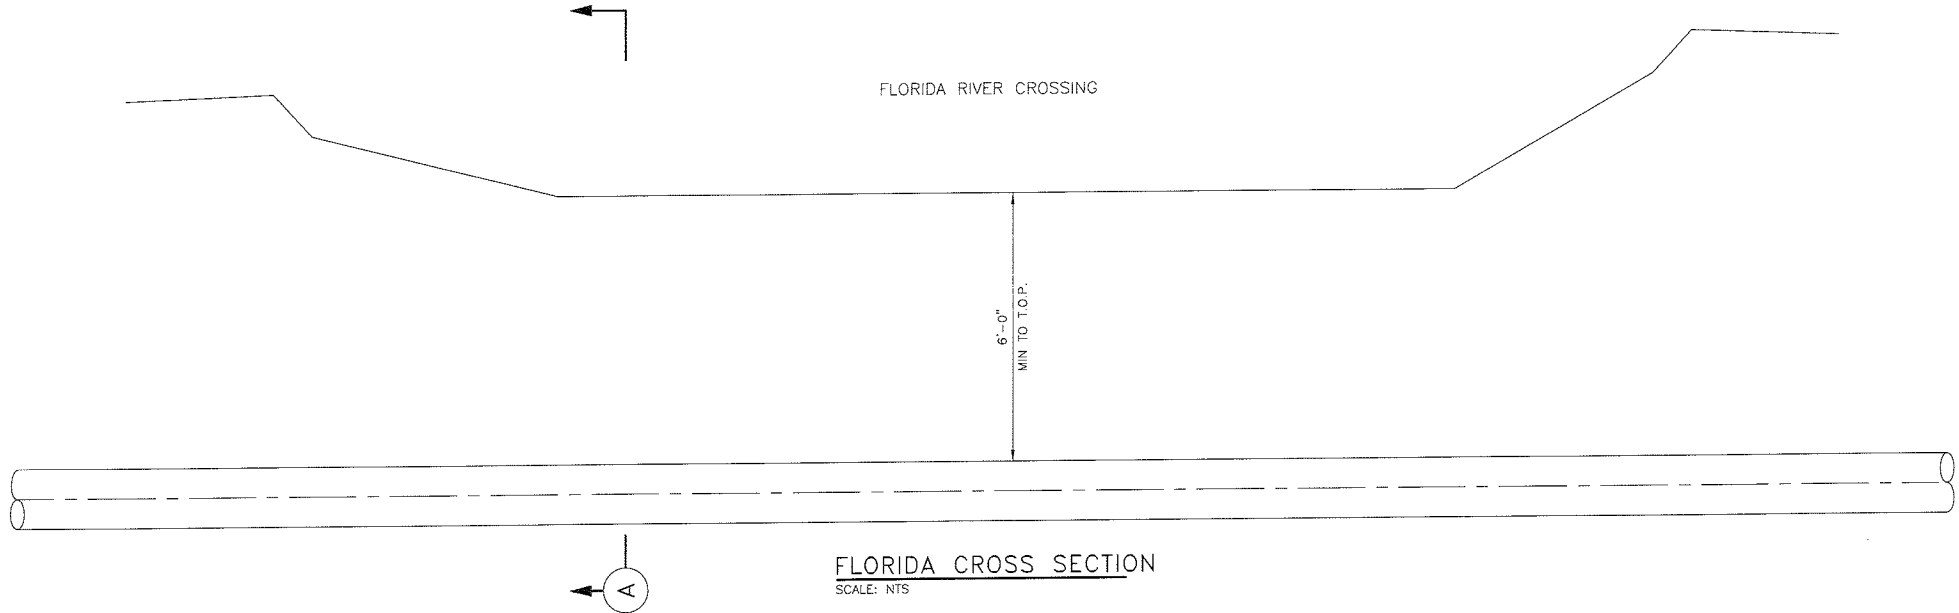 FLORIDA RIVER CROSSING
6'-0"
MIN TO T.O.P.
A
FLORIDA CROSS SECTION
SCALE: NTS